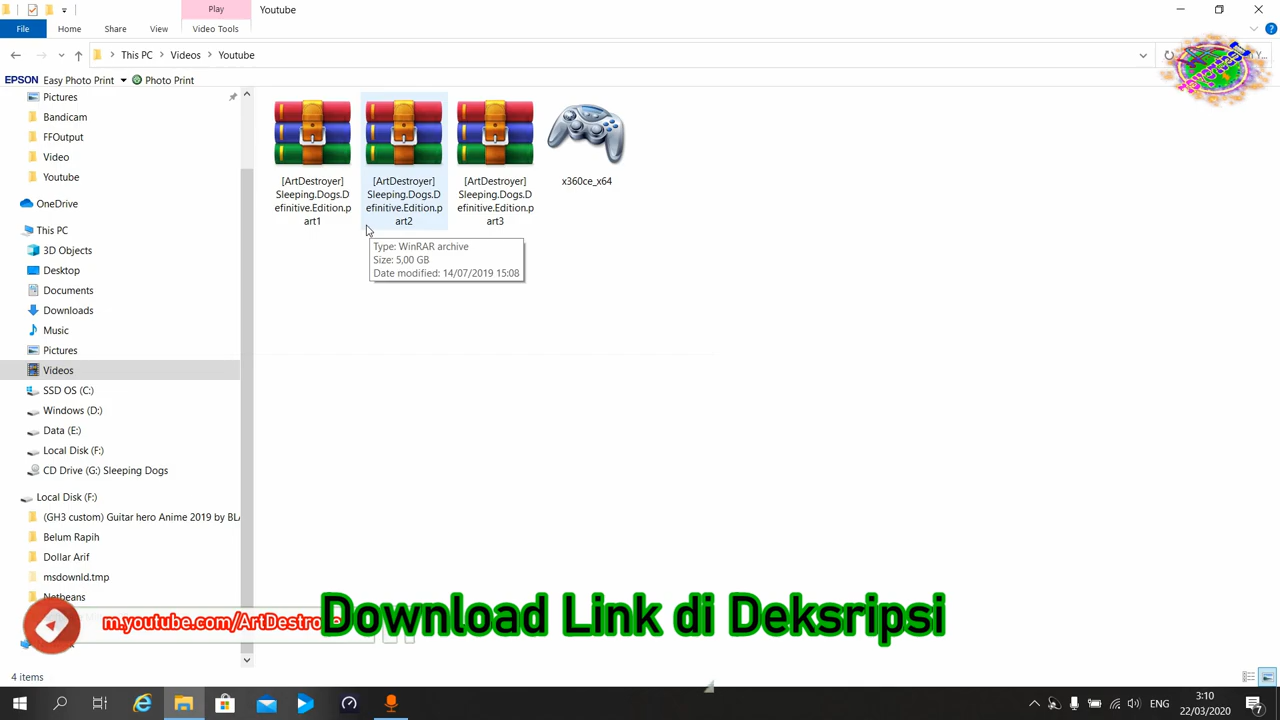 Play
Youtube
File
Home
Share
View
Video Tools
This PC
Videos
Youtube
EPSON
Easy Photo Print
Photo Print
Pictures
Bandicam
FFOutput
Video
Youtube
OneDrive
This PC
3D Objects
Desktop
Documents
Downloads
Music
Pictures
Videos
SSD OS (C:)
Windows (D:)
Data (E:)
Local Disk (F:)
CD Drive (G:) Sleeping Dogs
Local Disk (F:)
(GH3 custom) Guitar hero Anime 2019 by BL
Belum Rapih
Dollar Arif
msdownld.tmp
Netbeans
[ArtDestroyer]
Sleeping.Dogs.D
efinitive.Edition.p
art1
[ArtDestroyer]
Sleeping.Dogs.D
efinitive.Edition.p
art2
[ArtDestroyer]
Sleeping.Dogs.D
efinitive.Edition.p
art3
x360ce_x64
Type: WinRAR archive
Size: 5,00 GB
Date modified: 14/07/2019 15:08
m.youtube.com/ArtDestro
Download Link di Deksripsi
4 items
ENG
3:10
22/03/2020
7